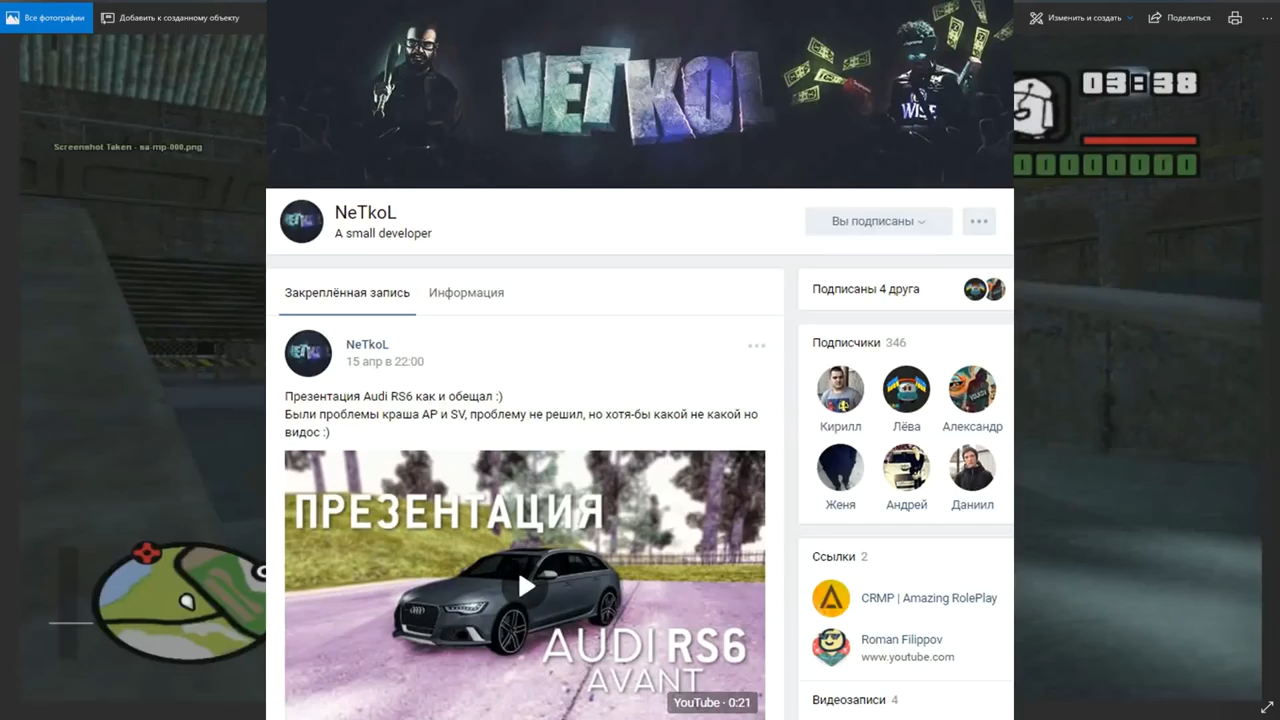 Все фотографии
Добавить к созданному объекту
Изменить и создать
Поделиться
NETKOL
WISE
03:38
Screenshot Taken - sa-mp-000.png
NeTkoL
A small developer
Вы подписаны
Закреплённая запись
Информация
Подписаны 4 друга
NeTkoL
15 апр в 22:00
Презентация Audi RS6 как и обещал :)
Были проблемы краша AP и SV, проблему не решил, но хотя-бы какой не какой но
видос :)
ПРЕЗЕНТАЦИЯ
AUDI RS6
AVANT
YouTube · 0:21
Подписчики 346
Кирилл
Лёва
Александр
Женя
Андрей
Даниил
Ссылки 2
CRMP | Amazing RolePlay
Roman Filippov
www.youtube.com
Видеозаписи 4